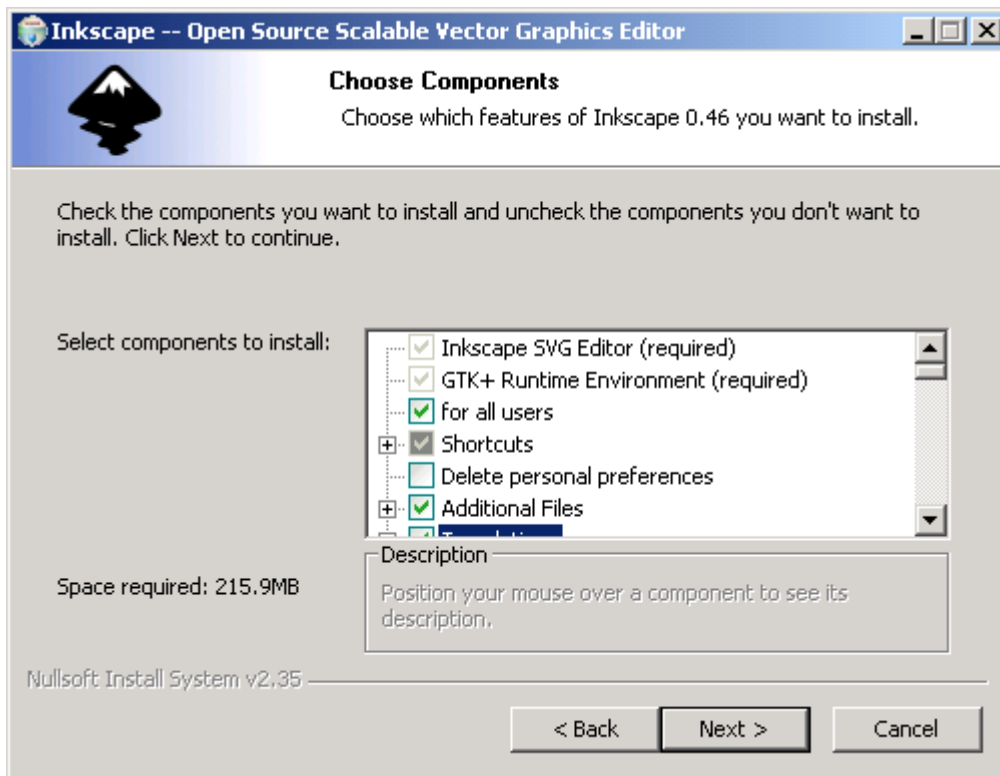 Inkscape -- Open Source Scalable Vector Graphics Editor
Choose Components
Choose which features of Inkscape 0.46 you want to install.
Check the components you want to install and uncheck the components you don't want to
install. Click Next to continue.
Select components to install:
Inkscape SVG Editor (required)
GTK+ Runtime Environment (required)
for all users
Shortcuts
Delete personal preferences
Additional Files
Description
Space required: 215.9MB
Position your mouse over a component to see its
description.
Nullsoft Install System v2.35
< Back
Next >
Cancel